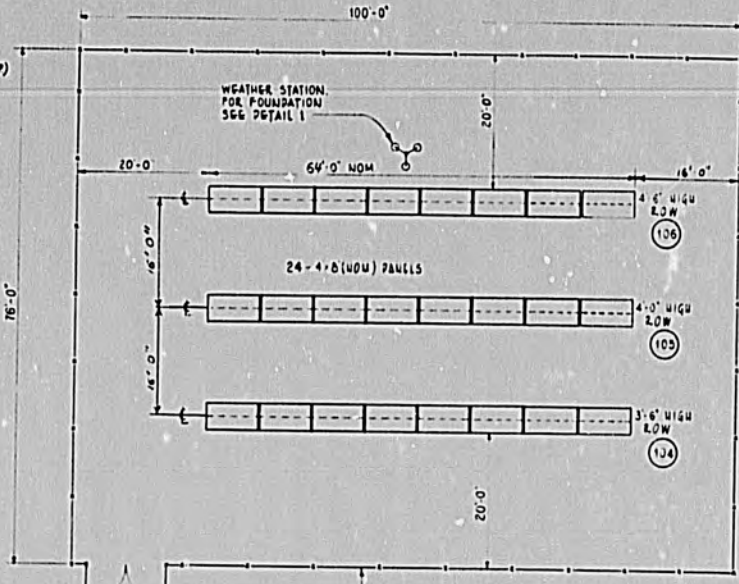 100'-0"
WEATHER STATION.
FOR FOUNDATION
SEE DETAIL 1
20'-0"
20'-0"
64'-0" NOM
16'-0"
4'-6" HIGH
ROW
106
16'-0"
24-4×8 (NOM) PANELS
76'-0"
4'-0" HIGH
ROW
105
16'-0"
3'-6" HIGH
ROW
104
20'-0"